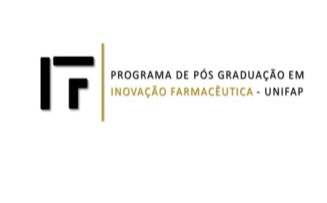 PROGRAMA DE PÓS GRADUAÇÃO EM
INOVAÇÃO FARMACÊUTICA - UNIFAP